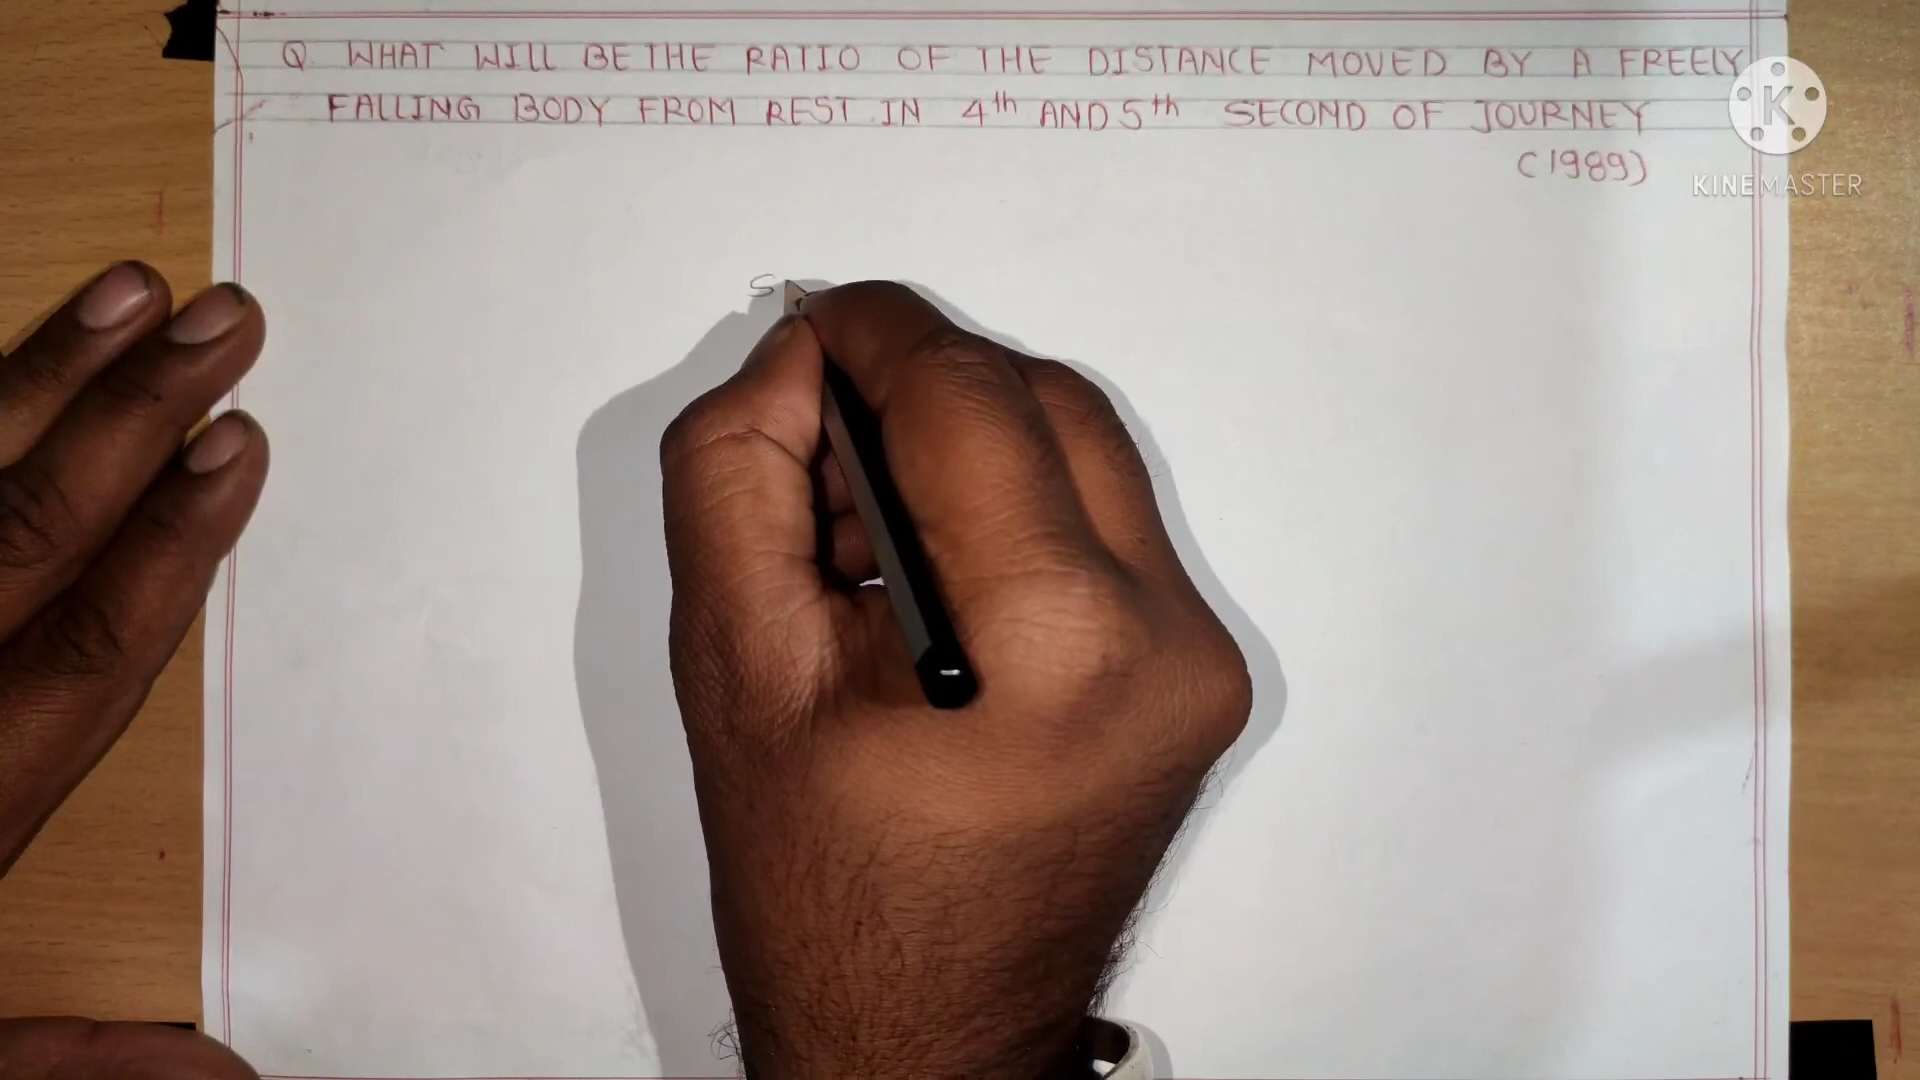 Q. WHAT WILL BE THE RATIO OF THE DISTANCE MOVED BY A FREELY
FALLING BODY FROM REST IN 4th AND 5th SECOND OF JOURNEY
(1989)
K
KINEMASTER
S